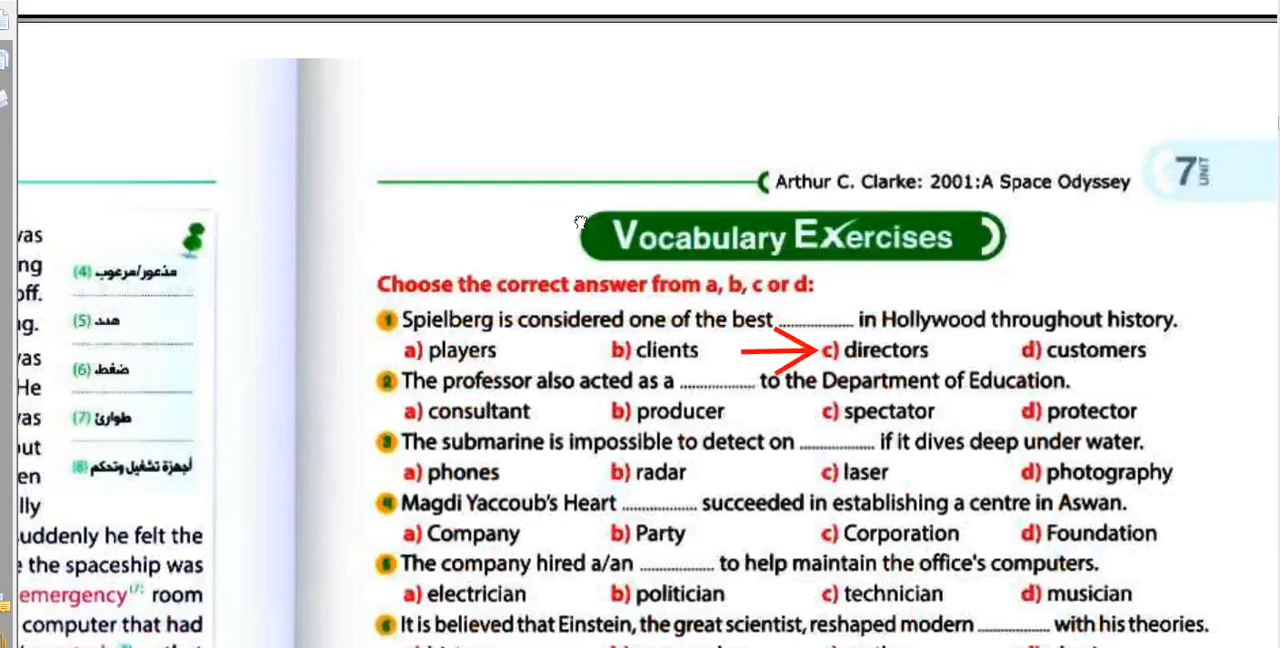 Arthur C. Clarke: 2001:A Space Odyssey
7
UNIT
Vocabulary Exercises
Choose the correct answer from a, b, c or d:
1 Spielberg is considered one of the best .............. in Hollywood throughout history.
a) players b) clients c) directors d) customers
2 The professor also acted as a .............. to the Department of Education.
a) consultant b) producer c) spectator d) protector
3 The submarine is impossible to detect on .............. if it dives deep under water.
a) phones b) radar c) laser d) photography
4 Magdi Yaccoub's Heart .............. succeeded in establishing a centre in Aswan.
a) Company b) Party c) Corporation d) Foundation
5 The company hired a/an .............. to help maintain the office's computers.
a) electrician b) politician c) technician d) musician
6 It is believed that Einstein, the great scientist, reshaped modern .............. with his theories.
(4) مذعور/مرعوب
(5) هدد
(6) ضغط
(7) طوارئ
(8) أجهزة تشغيل وتحكم
was
ng
off.
ng.
was
He
was
out
en
lly
uddenly he felt the
the spaceship was
emergency(7) room
computer that had